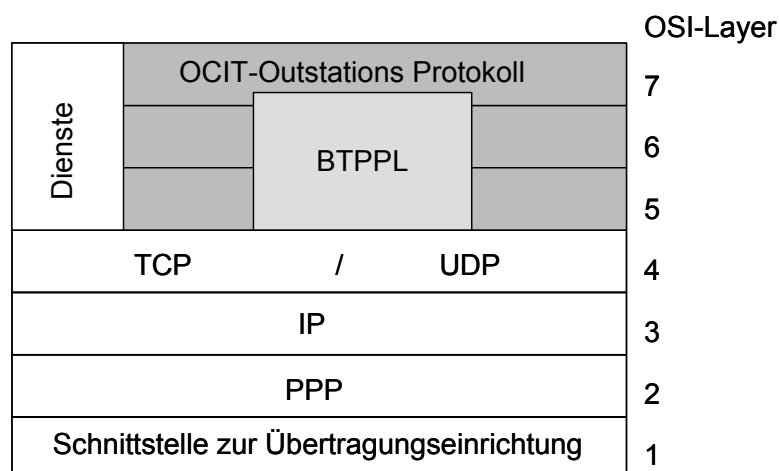 OSI-Layer
OCIT-Outstations Protokoll
7
Dienste
BTPPL
6
5
TCP / UDP
4
IP
3
PPP
2
Schnittstelle zur Übertragungseinrichtung
1